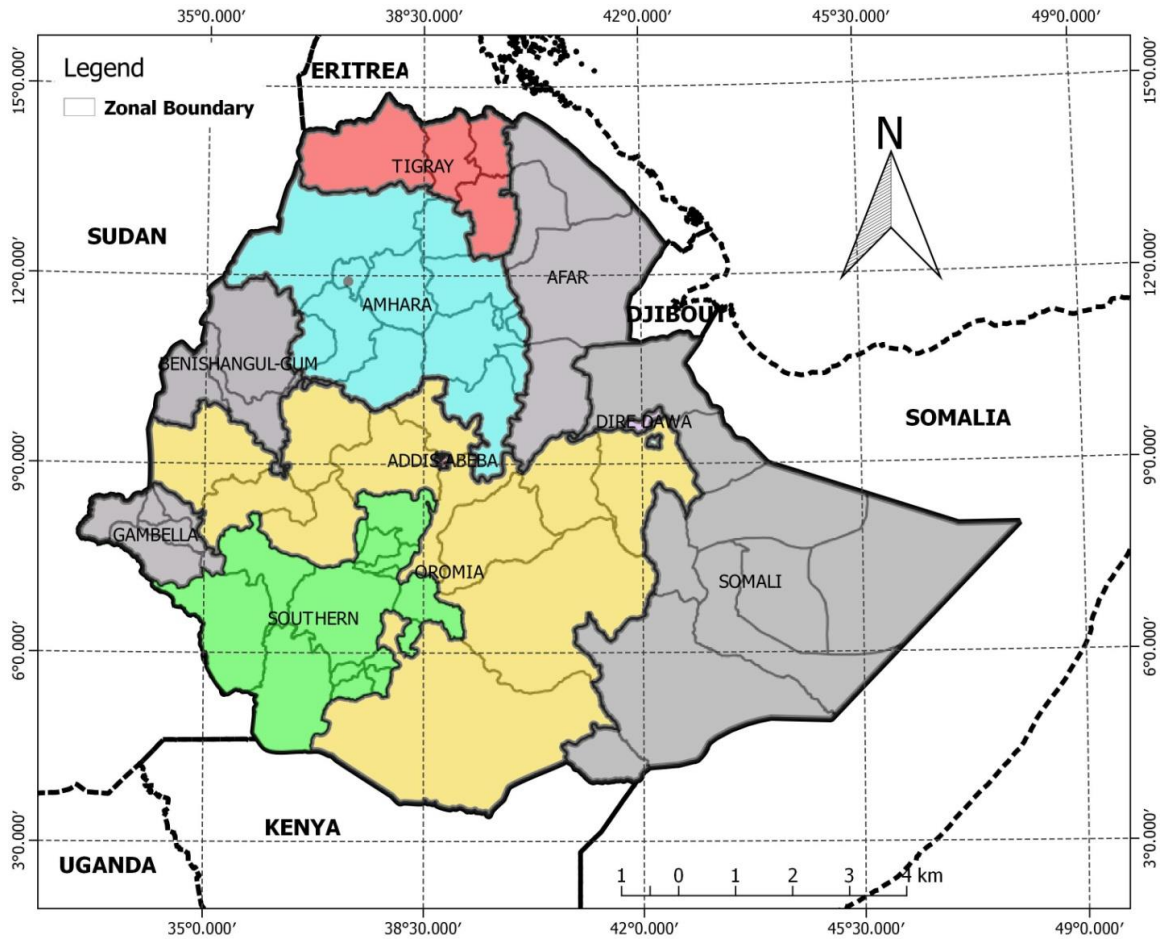 35°0.000' 38°30.000' 42°0.000' 45°30.000' 49°0.000'
Legend
Zonal Boundary
ERITREA
N
15°0.000' 15°0.000'
TIGRAY
SUDAN
12°0.000' 12°0.000'
AFAR
AMHARA
DJIBOUT
BENISHANGUL-GUM
SOMALIA
DIRE DAWA
9°0.000' 9°0.000'
ADDIS ABEBA
GAMBELLA
OROMIA
SOMALI
SOUTHERN
6°0.000' 6°0.000'
KENYA
3°0.000' 3°0.000'
UGANDA
1 0 1 2 3 4 km
35°0.000' 38°30.000' 42°0.000' 45°30.000' 49°0.000'